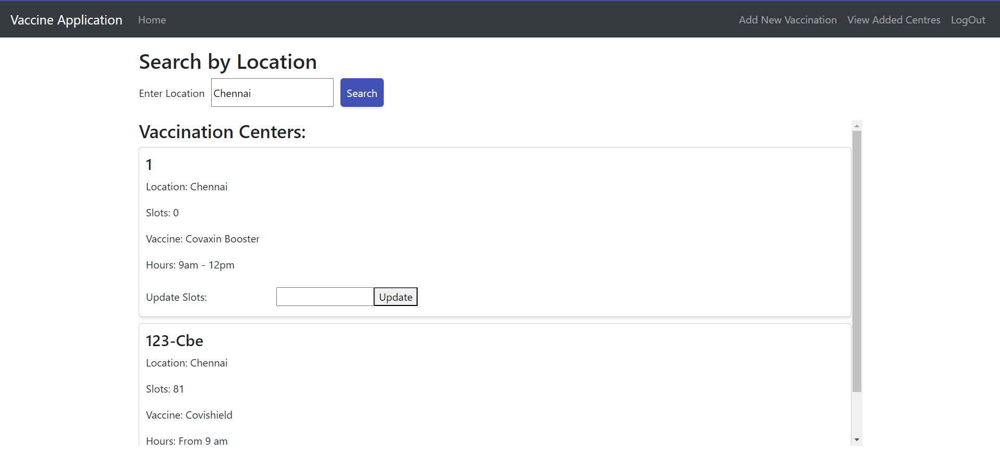 Vaccine Application Home Add New Vaccination View Added Centres LogOut
Search by Location
Enter Location Chennai Search
Vaccination Centers:
1
Location: Chennai
Slots: 0
Vaccine: Covaxin Booster
Hours: 9am - 12pm
Update Slots: Update
123-Cbe
Location: Chennai
Slots: 81
Vaccine: Covishield
Hours: From 9 am